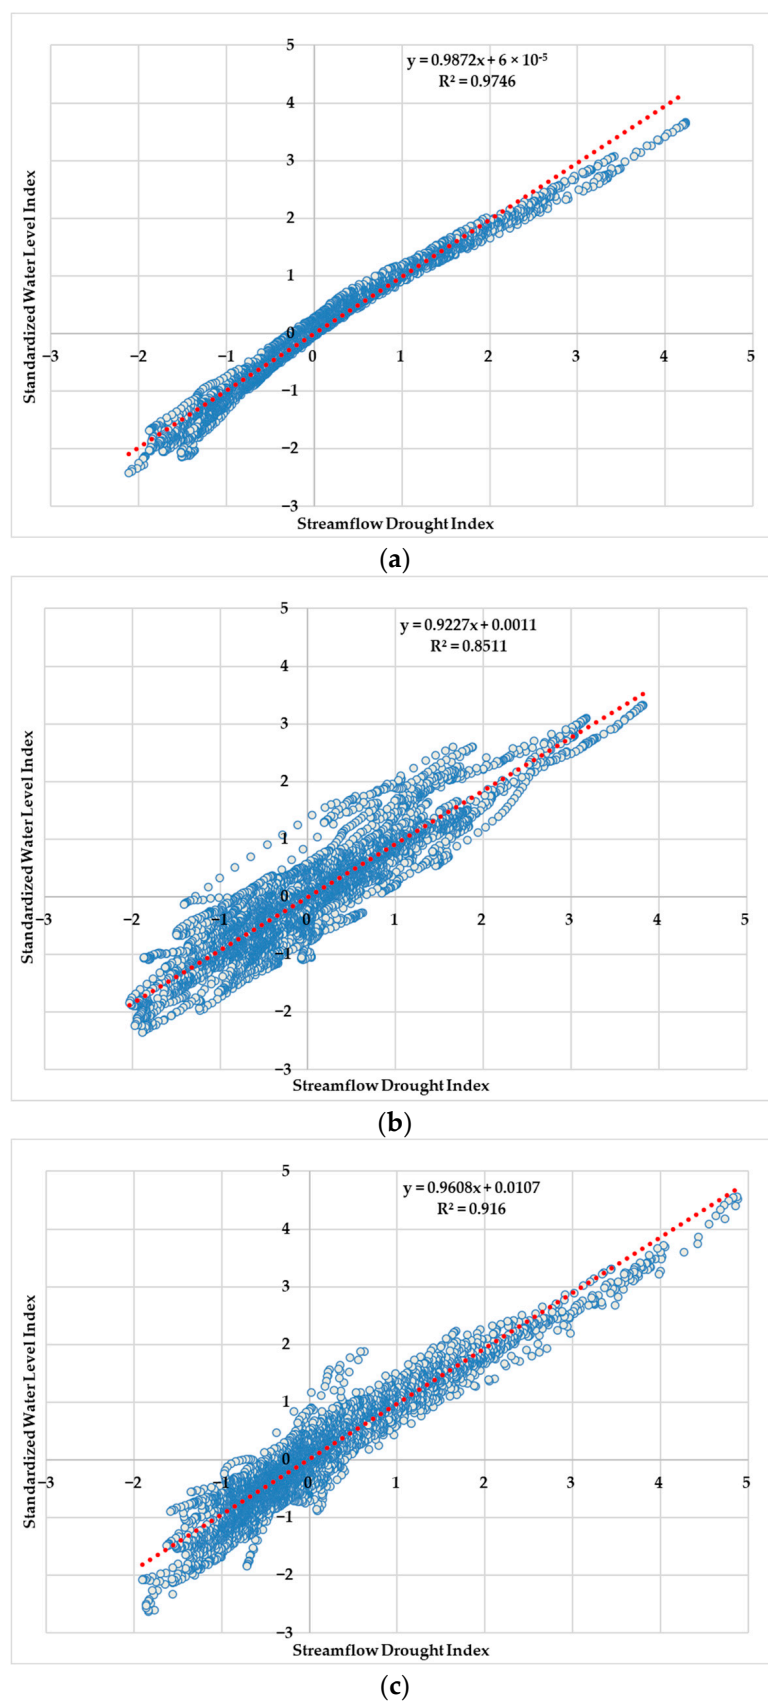 5
y = 0.9872x + 6 × 10⁻⁵
R² = 0.9746
4
3
2
1
0
−3 −2 −1 0 1 2 3 4 5
−1
−2
−3
Standardized Water Level Index
Streamflow Drought Index
(a)
5
y = 0.9227x + 0.0011
R² = 0.8511
4
3
2
1
0
−3 −2 −1 0 1 2 3 4 5
−1
−2
−3
Standardized Water Level Index
Streamflow Drought Index
(b)
5
y = 0.9608x + 0.0107
R² = 0.916
4
3
2
1
0
−3 −2 −1 0 1 2 3 4 5
−1
−2
−3
Standardized Water Level Index
Streamflow Drought Index
(c)